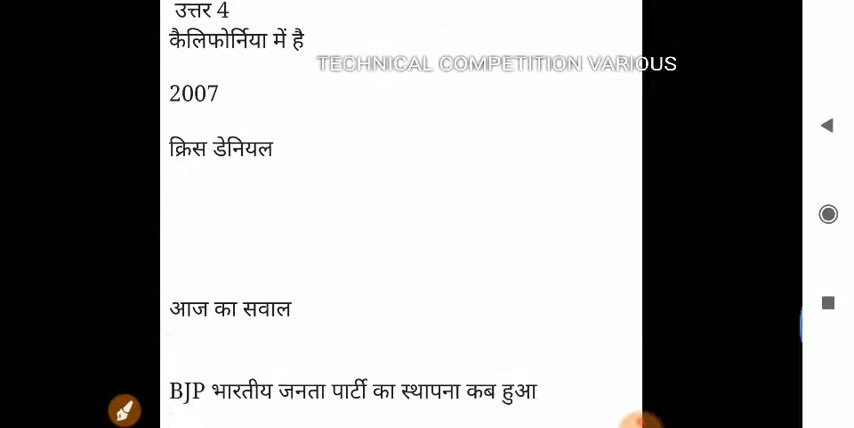 उत्तर 4
कैलिफोर्निया में है
TECHNICAL COMPETITION VARIOUS
2007
क्रिस डेनियल
आज का सवाल
BJP भारतीय जनता पार्टी का स्थापना कब हुआ